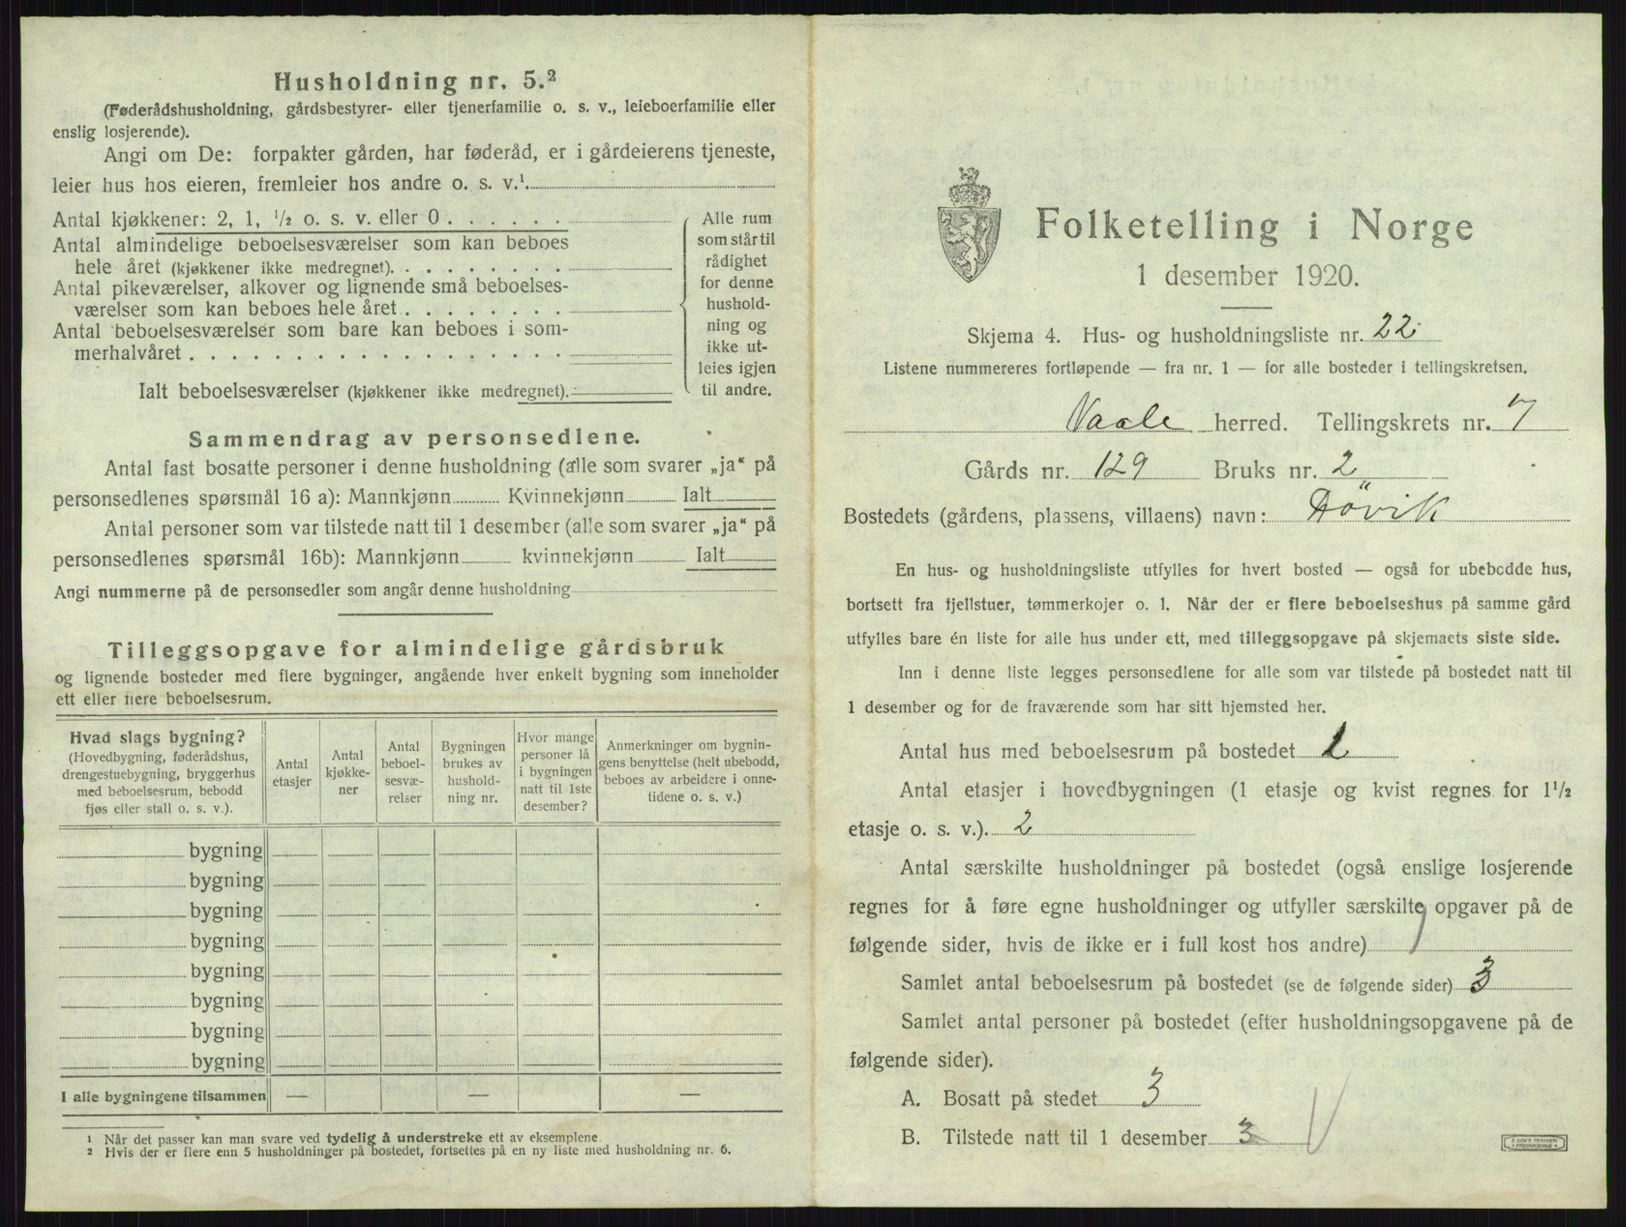 Husholdning nr. 5.²
(Føderådshusholdning, gårdsbestyrer- eller tjenerfamilie o. s. v., leieboerfamilie eller
enslig losjerende).
Angi om De: forpakter gården, har føderåd, er i gårdeierens tjeneste,
leier hus hos eieren, fremleier hos andre o. s. v.¹
Antal kjøkkener: 2, 1, ½ o. s. v. eller 0
Antal almindelige beboelsesværelser som kan beboes
hele året (kjøkkener ikke medregnet).
Antal pikeværelser, alkover og lignende små beboelses-
værelser som kan beboes hele året
Antal beboelsesværelser som bare kan beboes i som-
merhalvåret
Ialt beboelsesværelser (kjøkkener ikke medregnet).
Alle rum
som står til
rådighet
for denne
hushold-
ning og
ikke ut-
leies igjen
til andre.
Sammendrag av personsedlene.
Antal fast bosatte personer i denne husholdning (alle som svarer „ja“ på
personsedlenes spørsmål 16 a): Mannkjønn Kvinnekjønn Ialt
Antal personer som var tilstede natt til 1 desember (alle som svarer „ja“ på
personsedlenes spørsmål 16b): Mannkjønn kvinnekjønn Ialt
Angi nummerne på de personsedler som angår denne husholdning
Tilleggsopgave for almindelige gårdsbruk
og lignende bosteder med flere bygninger, angående hver enkelt bygning som inneholder
ett eller flere beboelsesrum.
Hvad slags bygning?
(Hovedbygning, føderådshus,
drengestuebygning, bryggerhus
med beboelsesrum, bebodd
fjøs eller stall o. s. v.).
Antal
etasjer
Antal
kjøkke-
ner
Antal
beboel-
sesvæ-
relser
Bygningen
brukes av
hushold-
ning nr.
Hvor mange
personer lå
i bygningen
natt til 1ste
desember?
Anmerkninger om bygnin-
gens benyttelse (helt ubebodd,
beboes av arbeidere i onne-
tidene o. s. v.)
bygning
bygning
bygning
bygning
bygning
bygning
bygning
bygning
I alle bygningene tilsammen — — —
¹ Når det passer kan man svare ved tydelig å understreke ett av eksemplene.
² Hvis der er flere enn 5 husholdninger på bostedet, fortsettes på en ny liste med husholdning nr. 6.
Folketelling i Norge
1 desember 1920.
Skjema 4. Hus- og husholdningsliste nr. 22
Listene nummereres fortløpende — fra nr. 1 — for alle bosteder i tellingskretsen.
Vaale herred. Tellingskrets nr. 7
Gårds nr. 129 Bruks nr. 2
Bostedets (gårdens, plassens, villaens) navn: Hövik
En hus- og husholdningsliste utfylles for hvert bosted — også for ubebodde hus,
bortsett fra fjellstuer, tømmerkojer o. l. Når der er flere beboelseshus på samme gård
utfylles bare én liste for alle hus under ett, med tilleggsopgave på skjemaets siste side.
Inn i denne liste legges personsedlene for alle som var tilstede på bostedet natt til
1 desember og for de fraværende som har sitt hjemsted her.
Antal hus med beboelsesrum på bostedet 1
Antal etasjer i hovedbygningen (1 etasje og kvist regnes for 1½
etasje o. s. v.). 2
Antal særskilte husholdninger på bostedet (også enslige losjerende
regnes for å føre egne husholdninger og utfyller særskilte opgaver på de
følgende sider, hvis de ikke er i full kost hos andre) 1
Samlet antal beboelsesrum på bostedet (se de følgende sider) 3
Samlet antal personer på bostedet (efter husholdningsopgavene på de
følgende sider).
A. Bosatt på stedet 3
B. Tilstede natt til 1 desember 3